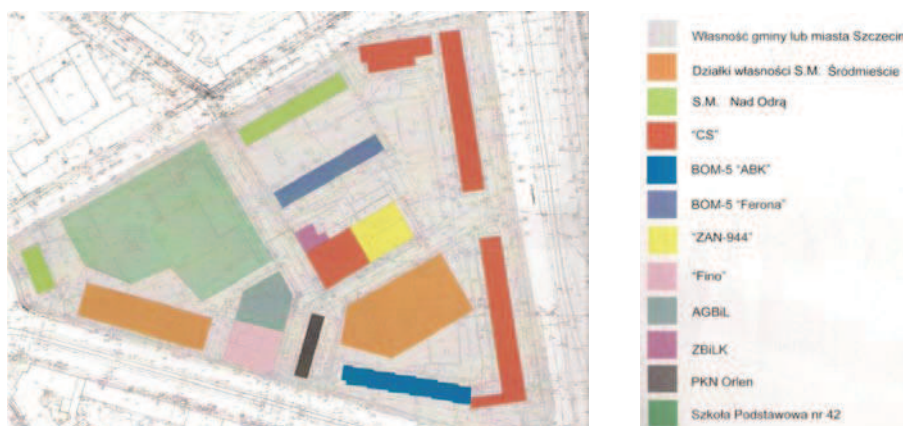 Własność gminy lub miasta Szczecin
Działki własności S.M. Śródmieście
S.M. Nad Odrą
"CS"
BOM-5 "ABK"
BOM-5 "Ferona"
"ZAN-944"
"Fino"
AGBiL
ZBiLK
PKN Orlen
Szkoła Podstawowa nr 42